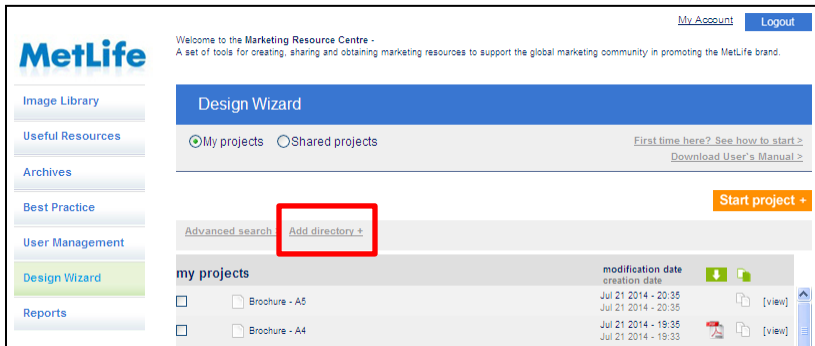 My Account
Logout
MetLife
Welcome to the Marketing Resource Centre -
A set of tools for creating, sharing and obtaining marketing resources to support the global marketing community in promoting the MetLife brand.
Image Library
Useful Resources
Archives
Best Practice
User Management
Design Wizard
Reports
Design Wizard
My projects
Shared projects
First time here? See how to start >
Download User's Manual >
Start project +
Advanced search
Add directory +
my projects
modification date
creation date
Brochure - A5
Jul 21 2014 - 20:35
Jul 21 2014 - 20:35
[view]
Brochure - A4
Jul 21 2014 - 19:35
Jul 21 2014 - 19:33
[view]